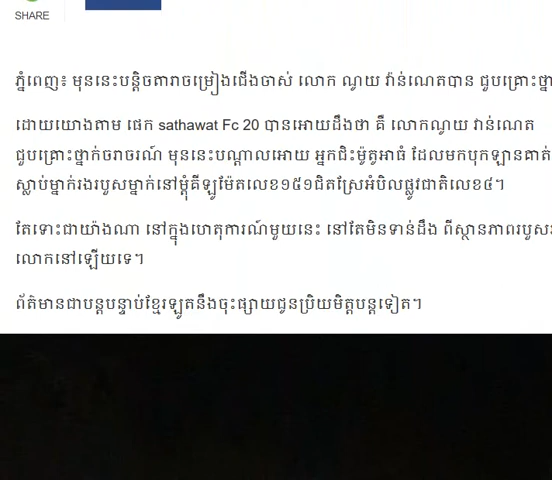 SHARE
ភ្នំពេញ៖ មុននេះបន្តិចតារាចម្រៀងជើងចាស់ លោក ណូយ វ៉ាន់ណេតបាន ជួបគ្រោះថ្នា
ដោយយោងតាម ផេក sathawat Fc 20 បានអោយដឹងថា គឺ លោកណូយ វាន់ណេត
ជួបគ្រោះថ្នាក់ចរាចរណ៍ មុននេះបណ្តាលអោយ អ្នកជិះម៉ូតូអាធំ ដែលមកបុកឡានគាត់
ស្លាប់ម្នាក់រងរបួសម្នាក់នៅម្ដុំគីឡូម៉ែតលេខ១៥១ជិតស្រែអំបិលផ្លូវជាតិលេខ៤។
តែទោះជាយ៉ាងណា នៅក្នុងហេតុការណ៍មួយនេះ នៅតែមិនទាន់ដឹង ពីស្ថានភាពរបួស
លោកនៅឡើយទេ។
ព័ត៌មានជាបន្តបន្ទាប់ខ្មែរឡូតនឹងចុះផ្សាយជូនប្រិយមិត្តបន្តទៀត។